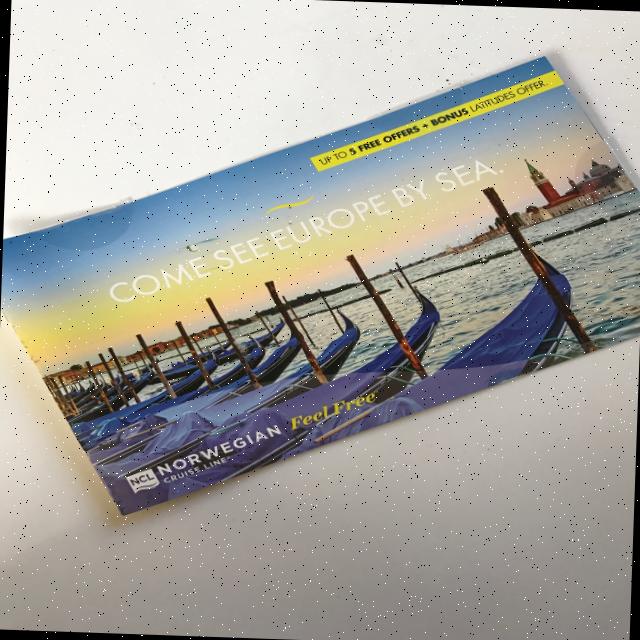 UP TO 5 FREE OFFERS + BONUS LATITUDES OFFER.
COME SEE EUROPE BY SEA.
Feel Free
NCL NORWEGIAN
CRUISE LINE